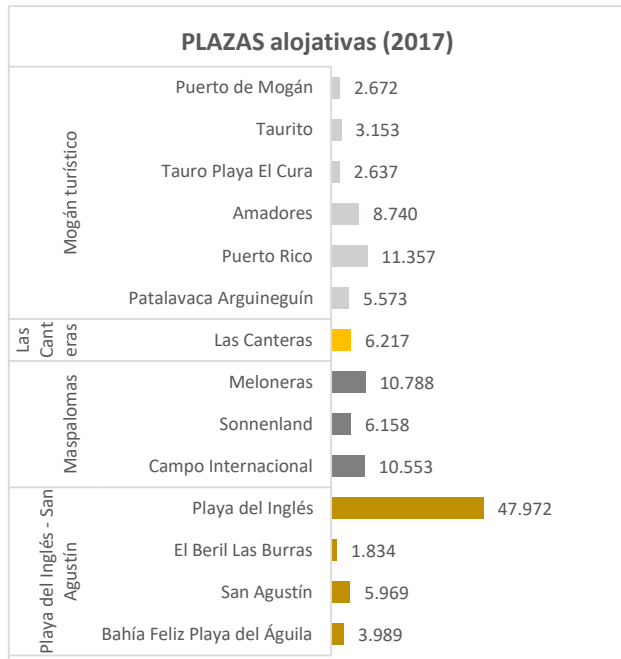 PLAZAS alojativas (2017)
Mogán turístico
Puerto de Mogán 2.672
Taurito 3.153
Tauro Playa El Cura 2.637
Amadores 8.740
Puerto Rico 11.357
Patalavaca Arguineguín 5.573
Las
Cant
eras
Las Canteras 6.217
Maspalomas
Meloneras 10.788
Sonnenland 6.158
Campo Internacional 10.553
Playa del Inglés - San
Agustín
Playa del Inglés 47.972
El Beril Las Burras 1.834
San Agustín 5.969
Bahía Feliz Playa del Águila 3.989